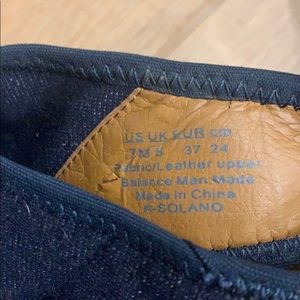 US UK EUR CM
7M 5 37 24
Fabric/Leather upper
Balance Man Made
Made in China
P-SOLANO